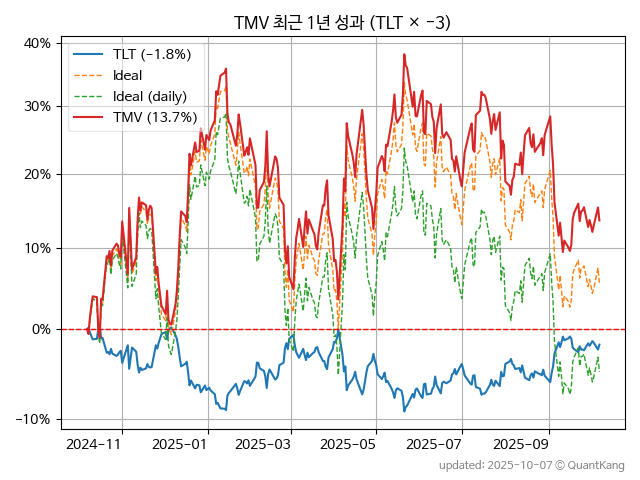 TMV 최근 1년 성과 (TLT × −3)
40%
30%
20%
10%
0%
−10%
TLT (−1.8%)
Ideal
Ideal (daily)
TMV (13.7%)
2024-11 2025-01 2025-03 2025-05 2025-07 2025-09
updated: 2025-10-07 © QuantKang